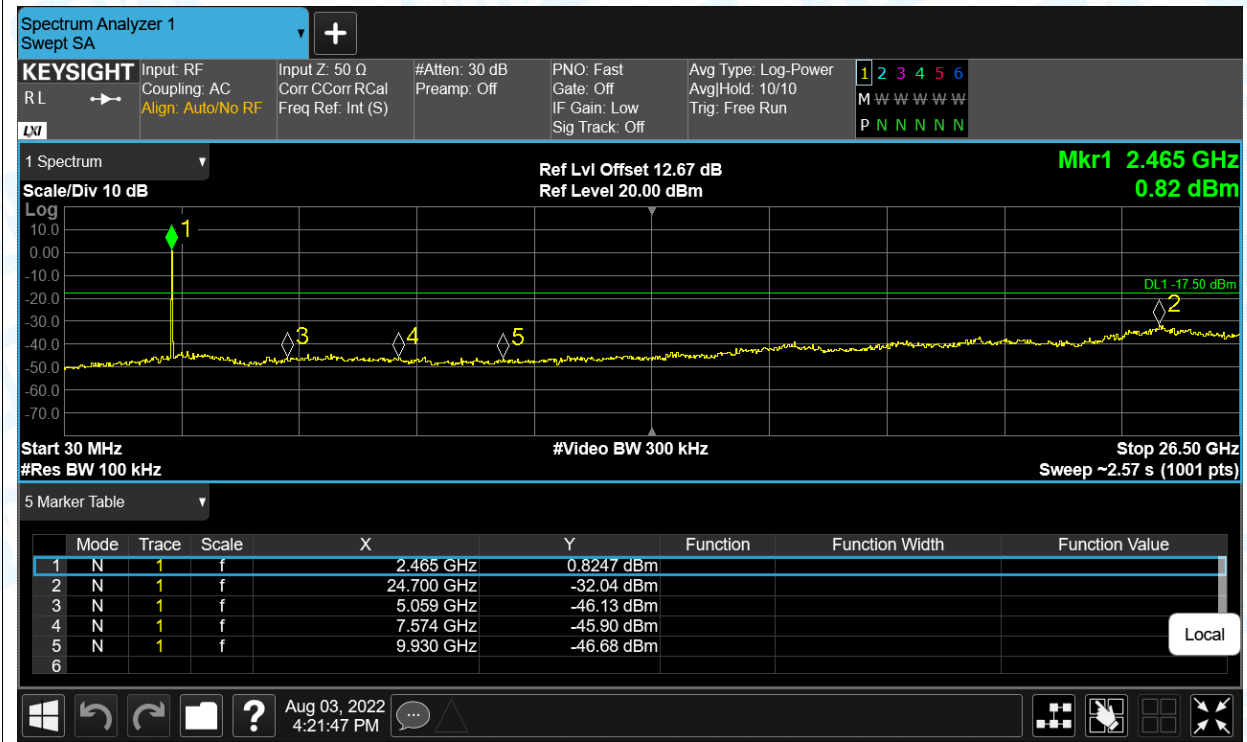 Spectrum Analyzer 1
Swept SA
+
KEYSIGHT
R L
LXI
Input: RF
Coupling: AC
Align: Auto/No RF
Input Z: 50 Ω
Corr CCorr RCal
Freq Ref: Int (S)
#Atten: 30 dB
Preamp: Off
PNO: Fast
Gate: Off
IF Gain: Low
Sig Track: Off
Avg Type: Log-Power
Avg|Hold: 10/10
Trig: Free Run
1 2 3 4 5 6
M W W W W W
P N N N N N
1 Spectrum
Scale/Div 10 dB
Ref Lvl Offset 12.67 dB
Ref Level 20.00 dBm
Mkr1 2.465 GHz
0.82 dBm
Log
10.0
0.00
-10.0
-20.0
-30.0
-40.0
-50.0
-60.0
-70.0
1
DL1 -17.50 dBm
2
3
4
5
Start 30 MHz
#Video BW 300 kHz
Stop 26.50 GHz
#Res BW 100 kHz
Sweep ~2.57 s (1001 pts)
5 Marker Table
Mode Trace Scale X Y Function Function Width Function Value
1 N 1 f 2.465 GHz 0.8247 dBm
2 N 1 f 24.700 GHz -32.04 dBm
3 N 1 f 5.059 GHz -46.13 dBm
4 N 1 f 7.574 GHz -45.90 dBm
5 N 1 f 9.930 GHz -46.68 dBm
6
Local
?
Aug 03, 2022
4:21:47 PM